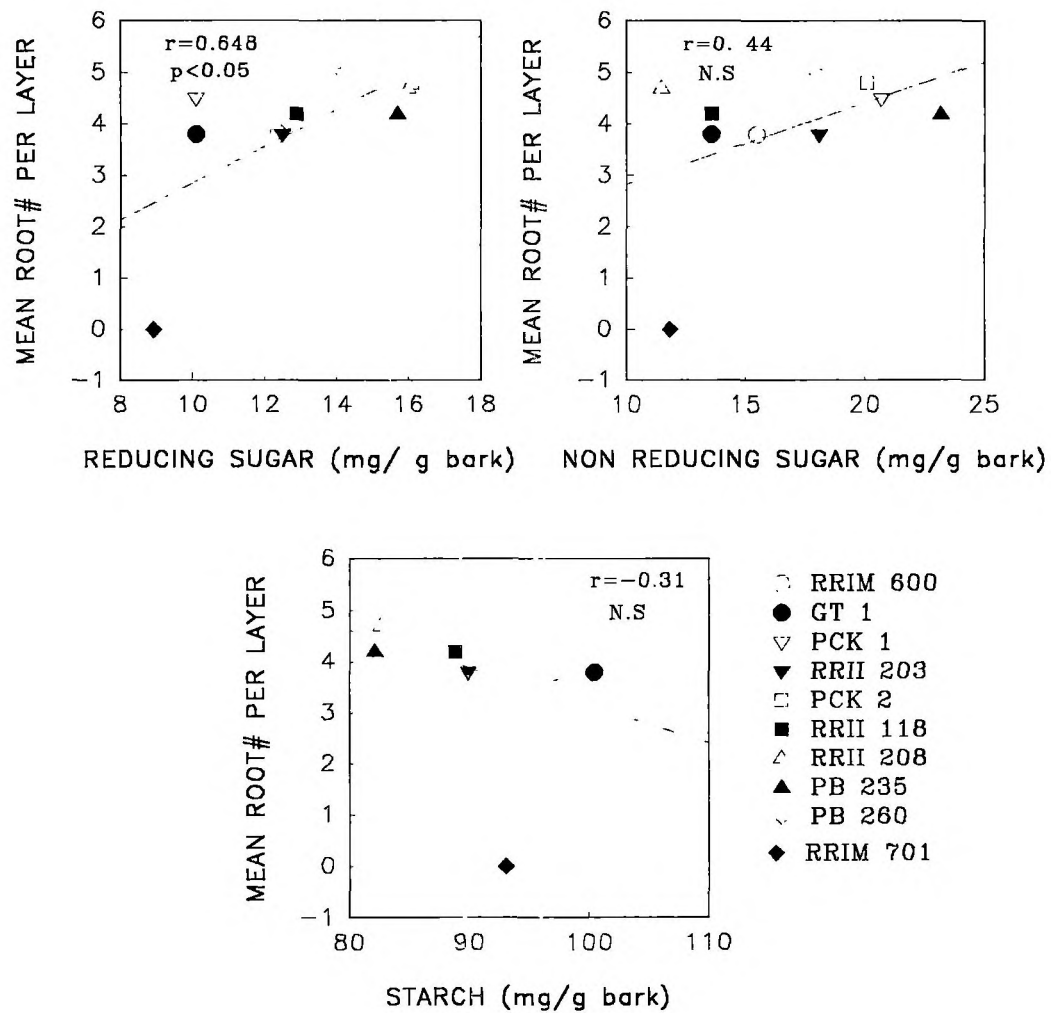 MEAN ROOT# PER LAYER
6
5
4
3
2
1
0
−1
r=0.648
p<0.05
8 10 12 14 16 18
REDUCING SUGAR (mg/ g bark)
MEAN ROOT# PER LAYER
6
5
4
3
2
1
0
−1
r=0. 44
N.S
10 15 20 25
NON REDUCING SUGAR (mg/g bark)
MEAN ROOT# PER LAYER
6
5
4
3
2
1
0
−1
r=−0.31
N.S
80 90 100 110
STARCH (mg/g bark)
RRIM 600
GT 1
PCK 1
RRII 203
PCK 2
RRII 118
RRII 208
PB 235
PB 260
RRIM 701